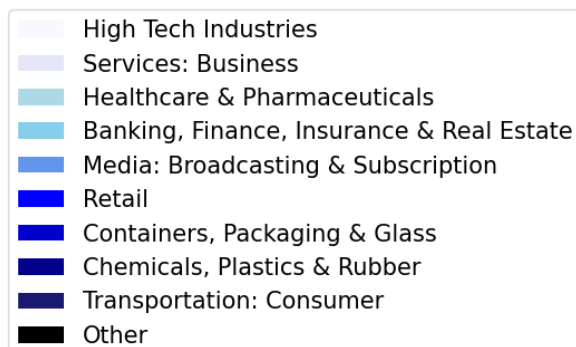 High Tech Industries
Services: Business
Healthcare & Pharmaceuticals
Banking, Finance, Insurance & Real Estate
Media: Broadcasting & Subscription
Retail
Containers, Packaging & Glass
Chemicals, Plastics & Rubber
Transportation: Consumer
Other